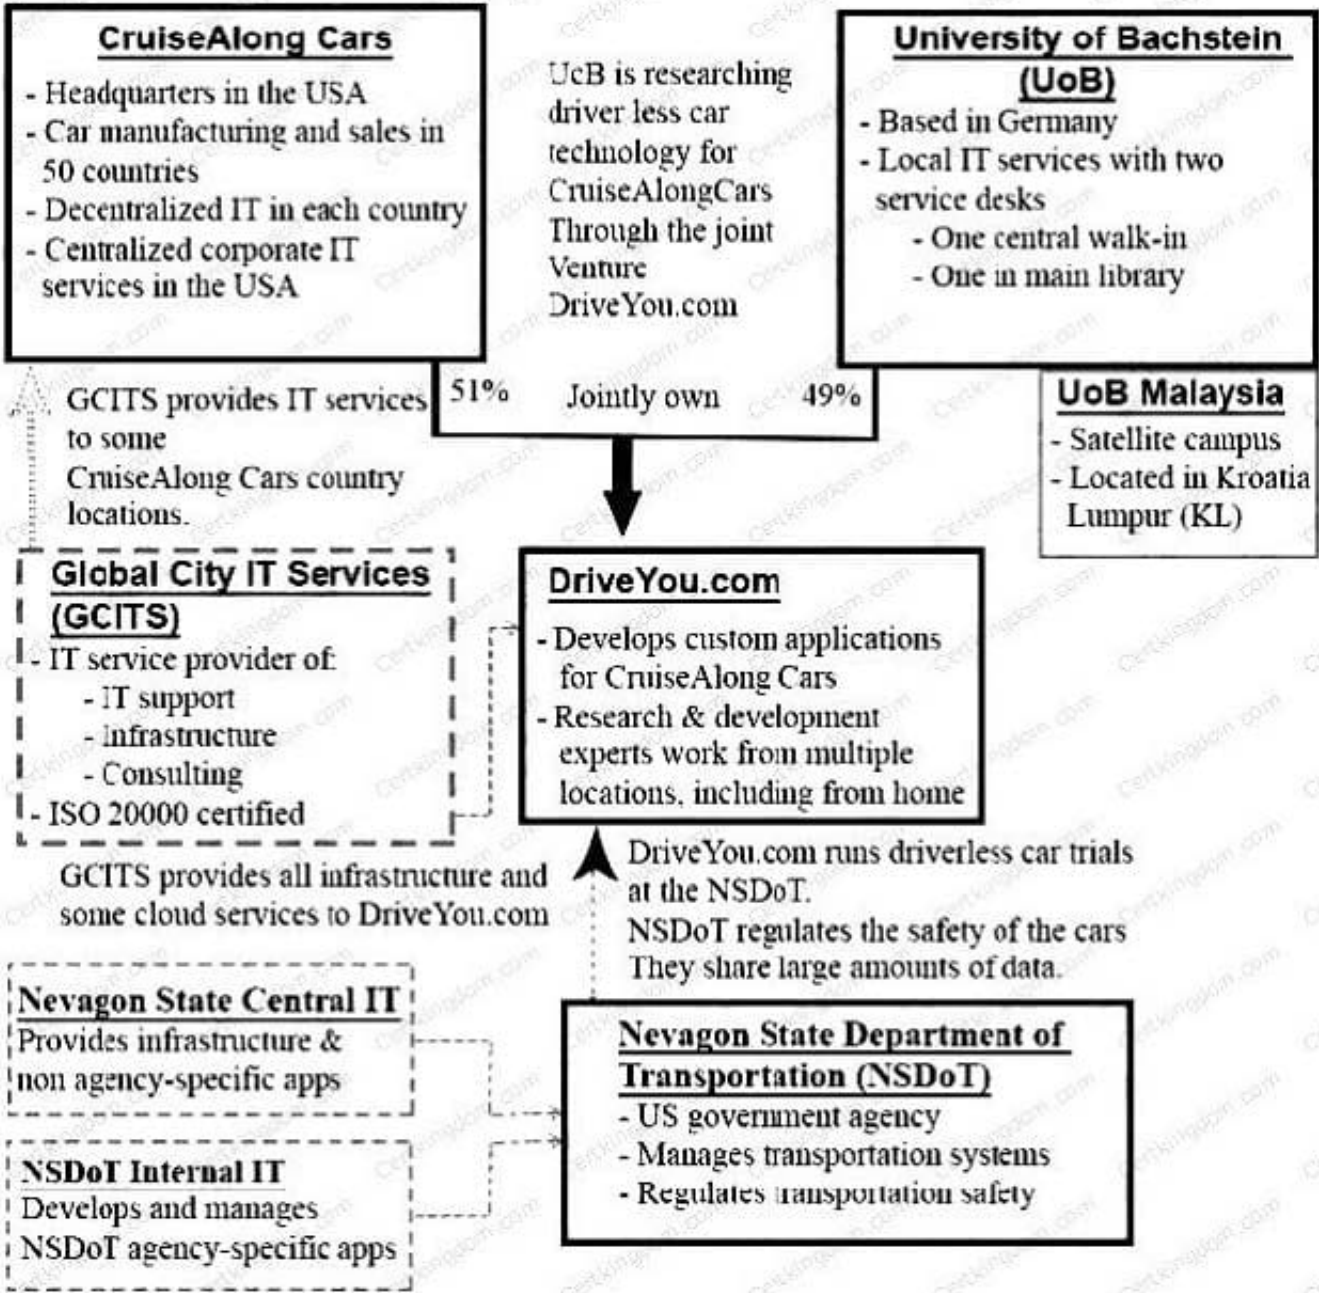 CruiseAlong Cars
- Headquarters in the USA
- Car manufacturing and sales in
50 countries
- Decentralized IT in each country
- Centralized corporate IT
services in the USA
UcB is researching
driver less car
technology for
CruiseAlongCars
Through the joint
Venture
DriveYou.com
University of Bachstein
(UoB)
- Based in Germany
- Local IT services with two
service desks
- One central walk-in
- One in main library
51% Jointly own 49%
UoB Malaysia
- Satellite campus
- Located in Kroatia
Lumpur (KL)
GCITS provides IT services
to some
CruiseAlong Cars country
locations.
Global City IT Services
(GCITS)
- IT service provider of:
- IT support
- Infrastructure
- Consulting
- ISO 20000 certified
DriveYou.com
- Develops custom applications
for CruiseAlong Cars
- Research & development
experts work from multiple
locations, including from home
GCITS provides all infrastructure and
some cloud services to DriveYou.com
DriveYou.com runs driverless car trials
at the NSDoT.
NSDoT regulates the safety of the cars
They share large amounts of data.
Nevagon State Central IT
Provides infrastructure &
non agency-specific apps
NSDoT Internal IT
Develops and manages
NSDoT agency-specific apps
Nevagon State Department of
Transportation (NSDoT)
- US government agency
- Manages transportation systems
- Regulates transportation safety
Certkingdom.com